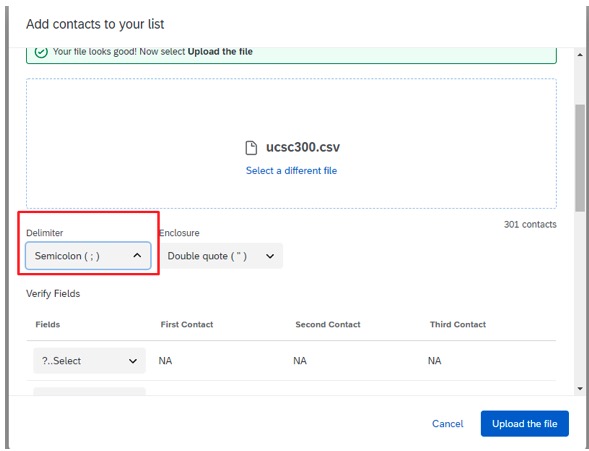 Add contacts to your list
Your file looks good! Now select Upload the file
ucsc300.csv
Select a different file
301 contacts
Delimiter Enclosure
Semicolon ( ; ) Double quote ( " )
Verify Fields
Fields First Contact Second Contact Third Contact
?..Select NA NA NA
Cancel Upload the file